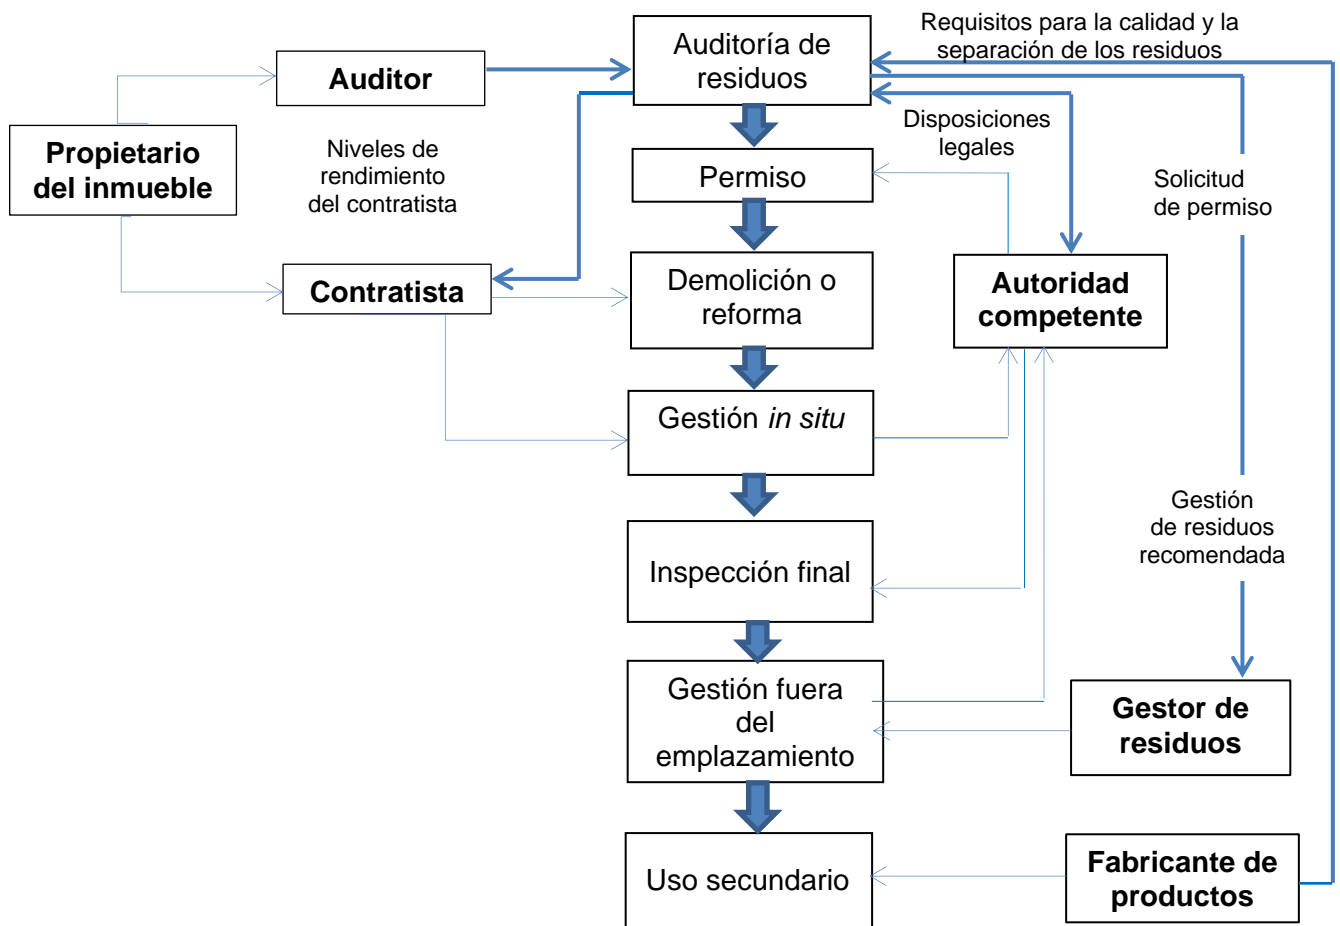 Auditoría de
residuos
Requisitos para la calidad y la
separación de los residuos
Auditor
Propietario
del inmueble
Niveles de
rendimiento
del contratista
Permiso
Disposiciones
legales
Solicitud
de permiso
Contratista
Demolición o
reforma
Autoridad
competente
Gestión in situ
Gestión
de residuos
recomendada
Inspección final
Gestión fuera
del
emplazamiento
Gestor de
residuos
Uso secundario
Fabricante de
productos